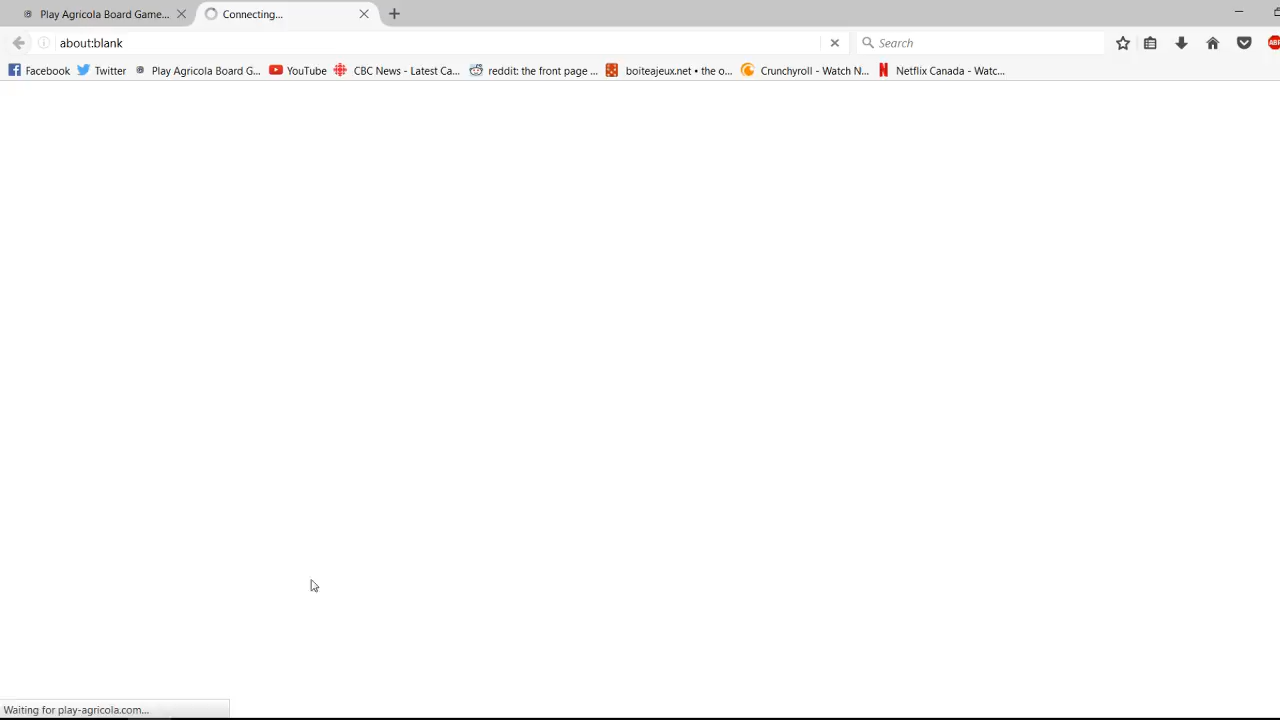 Play Agricola Board Game...
Connecting...
about:blank
Search
ABP
Facebook
Twitter
Play Agricola Board G...
YouTube
CBC News - Latest Ca...
reddit: the front page ...
boiteajeux.net • the o...
Crunchyroll - Watch N...
Netflix Canada - Watc...
Waiting for play-agricola.com...